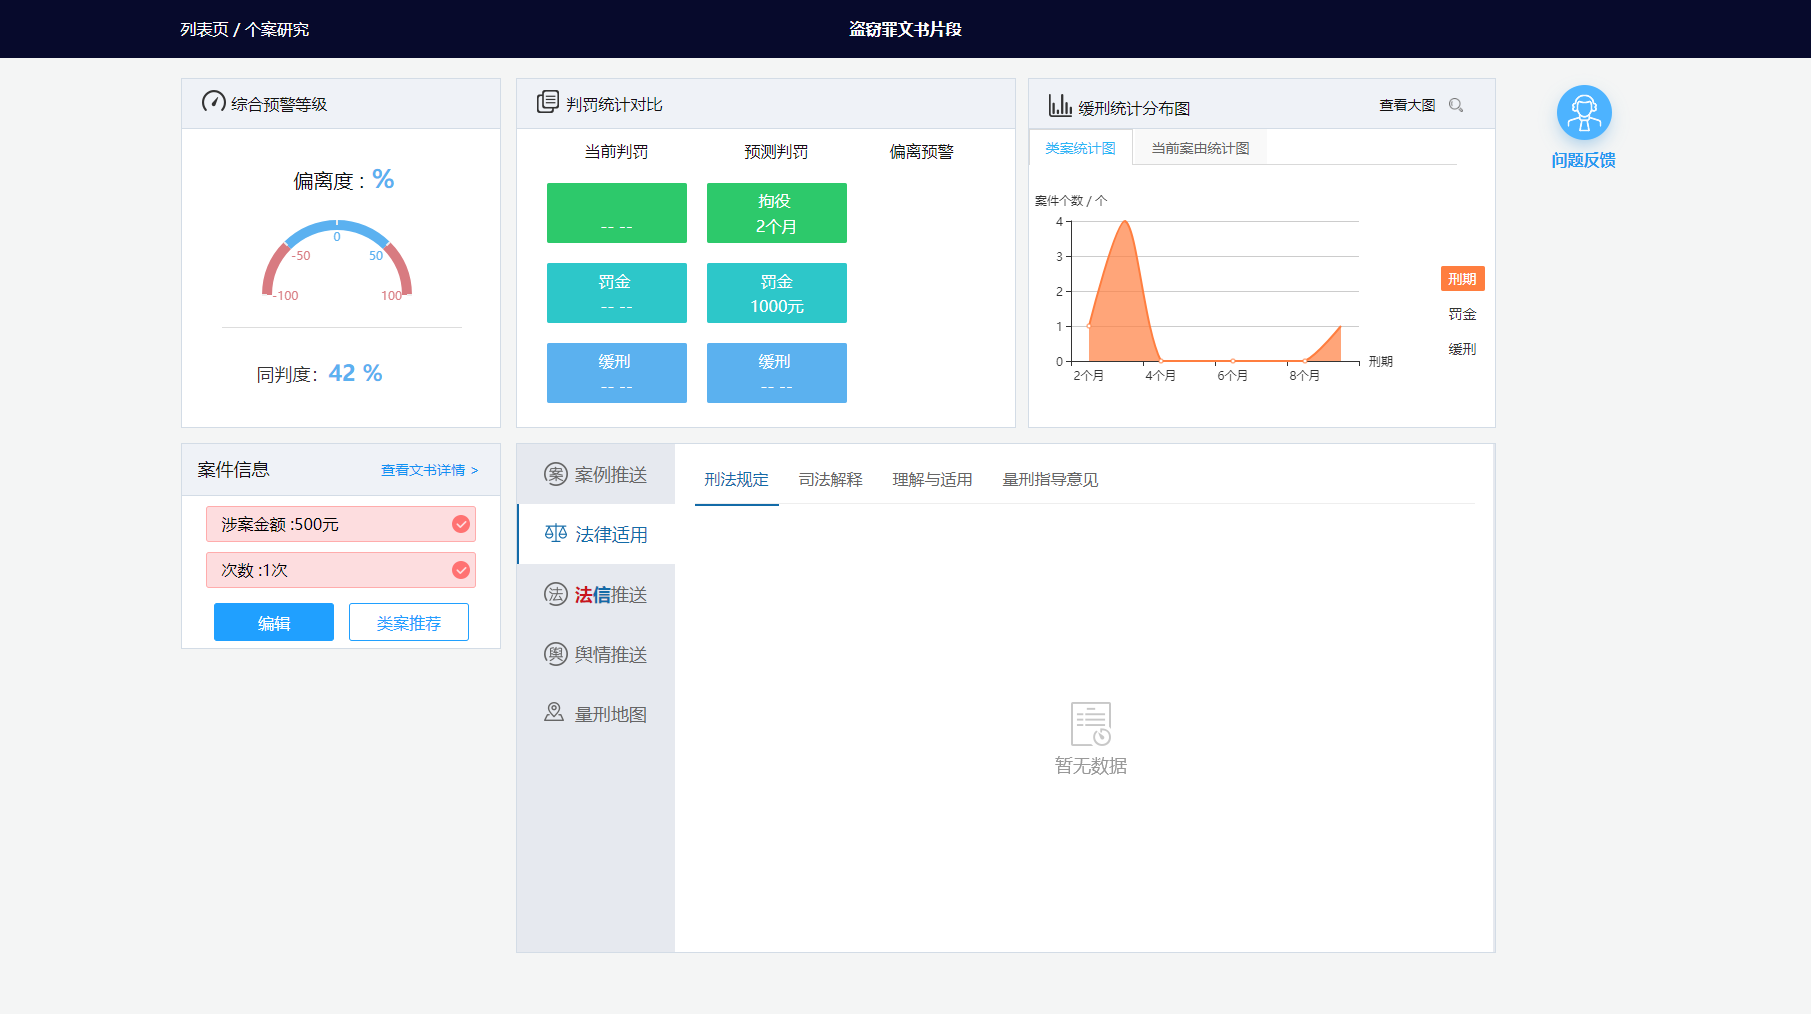 列表页 / 个案研究
盗窃罪文书片段
综合预警等级
偏离度 : %
0
-50
50
-100
100
同判度： 42 %
判罚统计对比
当前判罚
预测判罚
偏离预警
-- --
拘役
2个月
罚金
-- --
罚金
1000元
缓刑
-- --
缓刑
-- --
缓刑统计分布图
查看大图
类案统计图
当前案由统计图
案件个数 / 个
4
3
2
1
0
2个月
4个月
6个月
8个月
刑期
刑期
罚金
缓刑
问题反馈
案件信息
查看文书详情 >
涉案金额 :500元
次数 :1次
编辑
类案推荐
案 案例推送
法律适用
法 法信推送
舆 舆情推送
量刑地图
刑法规定
司法解释
理解与适用
量刑指导意见
暂无数据